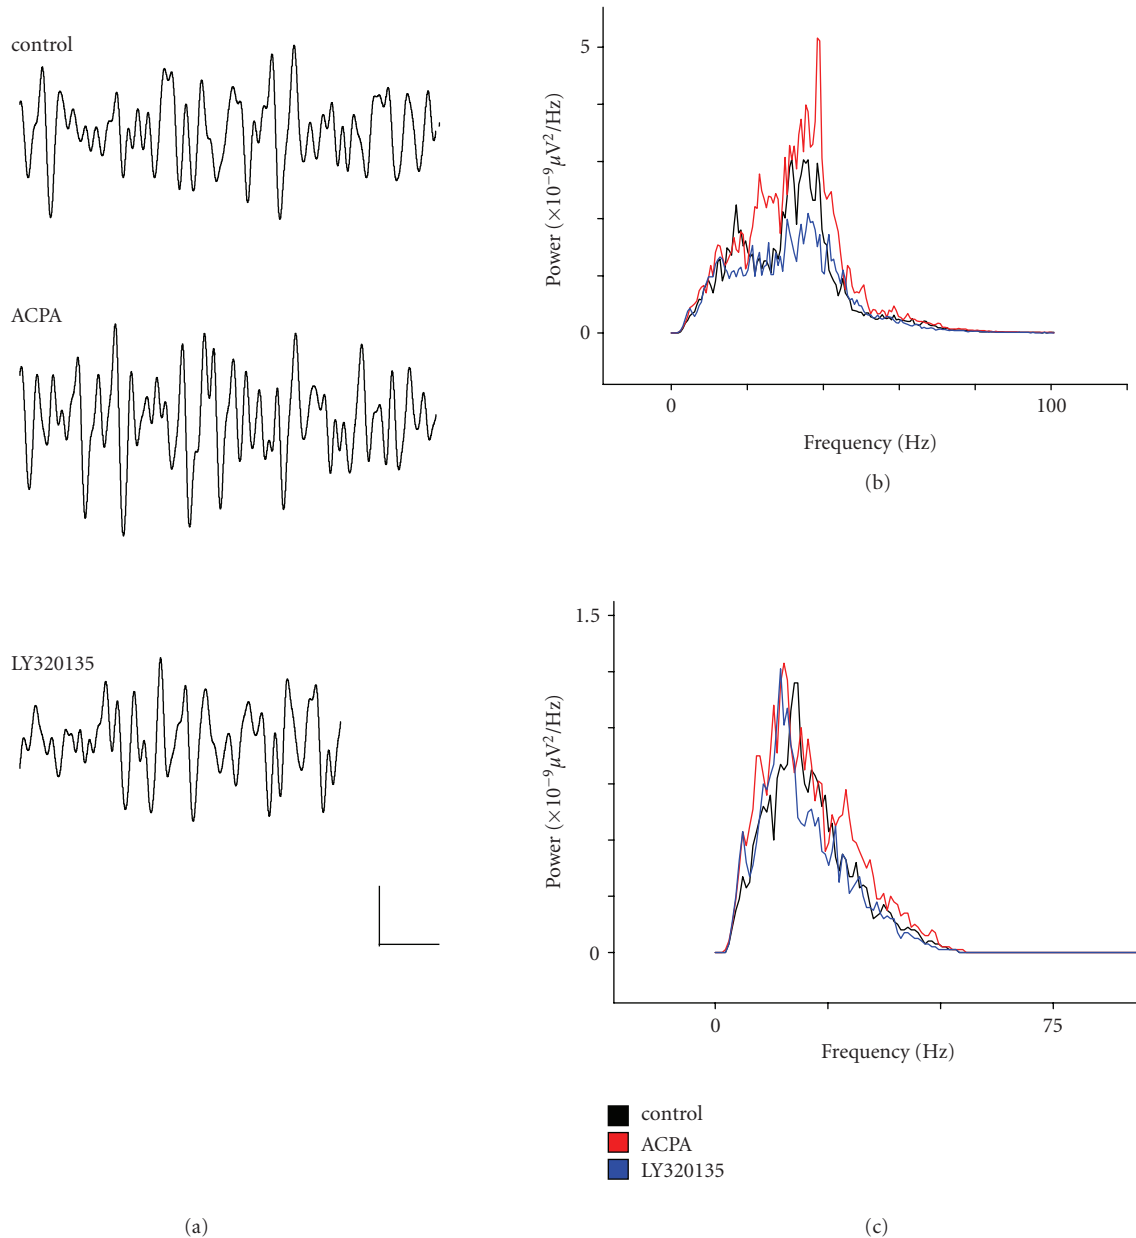 control
ACPA
LY320135
(a)
5
0
Power (×10⁻⁹μV²/Hz)
0
100
Frequency (Hz)
(b)
1.5
0
Power (×10⁻⁹μV²/Hz)
0
75
Frequency (Hz)
control
ACPA
LY320135
(c)